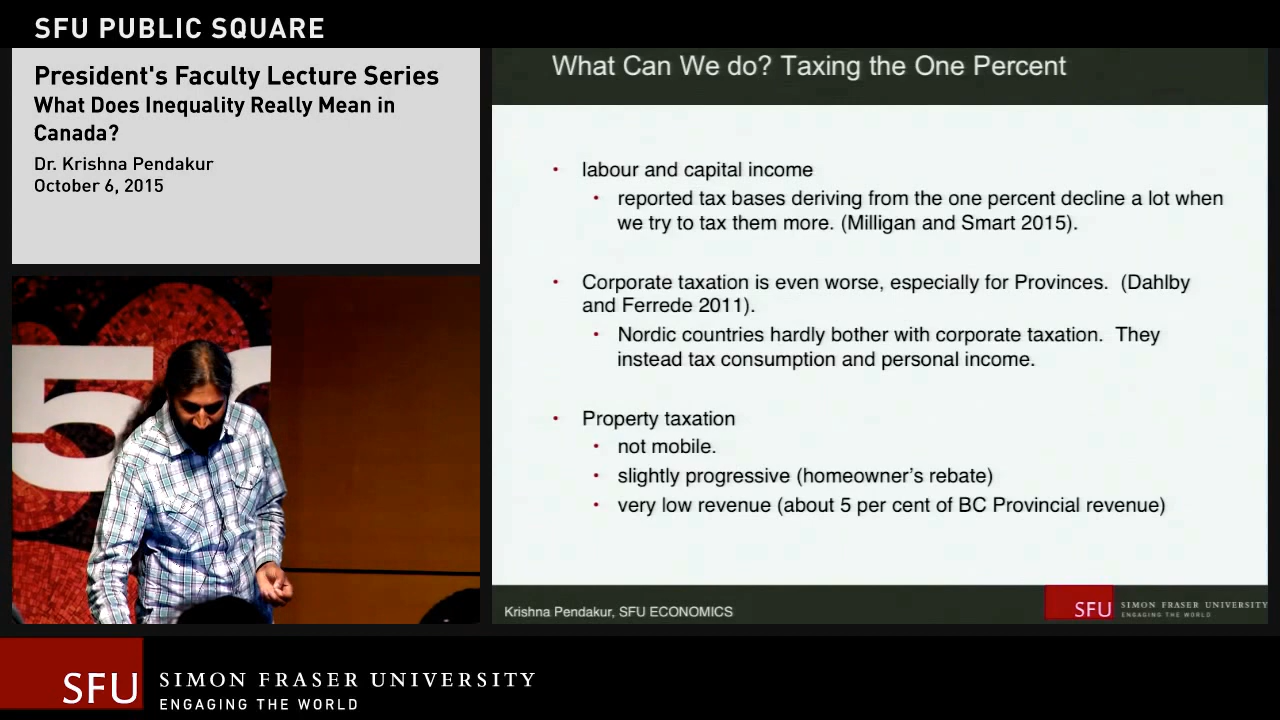 SFU PUBLIC SQUARE
President's Faculty Lecture Series
What Does Inequality Really Mean in
Canada?
Dr. Krishna Pendakur
October 6, 2015
What Can We do? Taxing the One Percent
• labour and capital income
• reported tax bases deriving from the one percent decline a lot when
we try to tax them more. (Milligan and Smart 2015).
• Corporate taxation is even worse, especially for Provinces. (Dahlby
and Ferrede 2011).
• Nordic countries hardly bother with corporate taxation. They
instead tax consumption and personal income.
• Property taxation
• not mobile.
• slightly progressive (homeowner's rebate)
• very low revenue (about 5 per cent of BC Provincial revenue)
Krishna Pendakur, SFU ECONOMICS
SFU
SIMON FRASER UNIVERSITY
ENGAGING THE WORLD
50
SFU
SIMON FRASER UNIVERSITY
ENGAGING THE WORLD